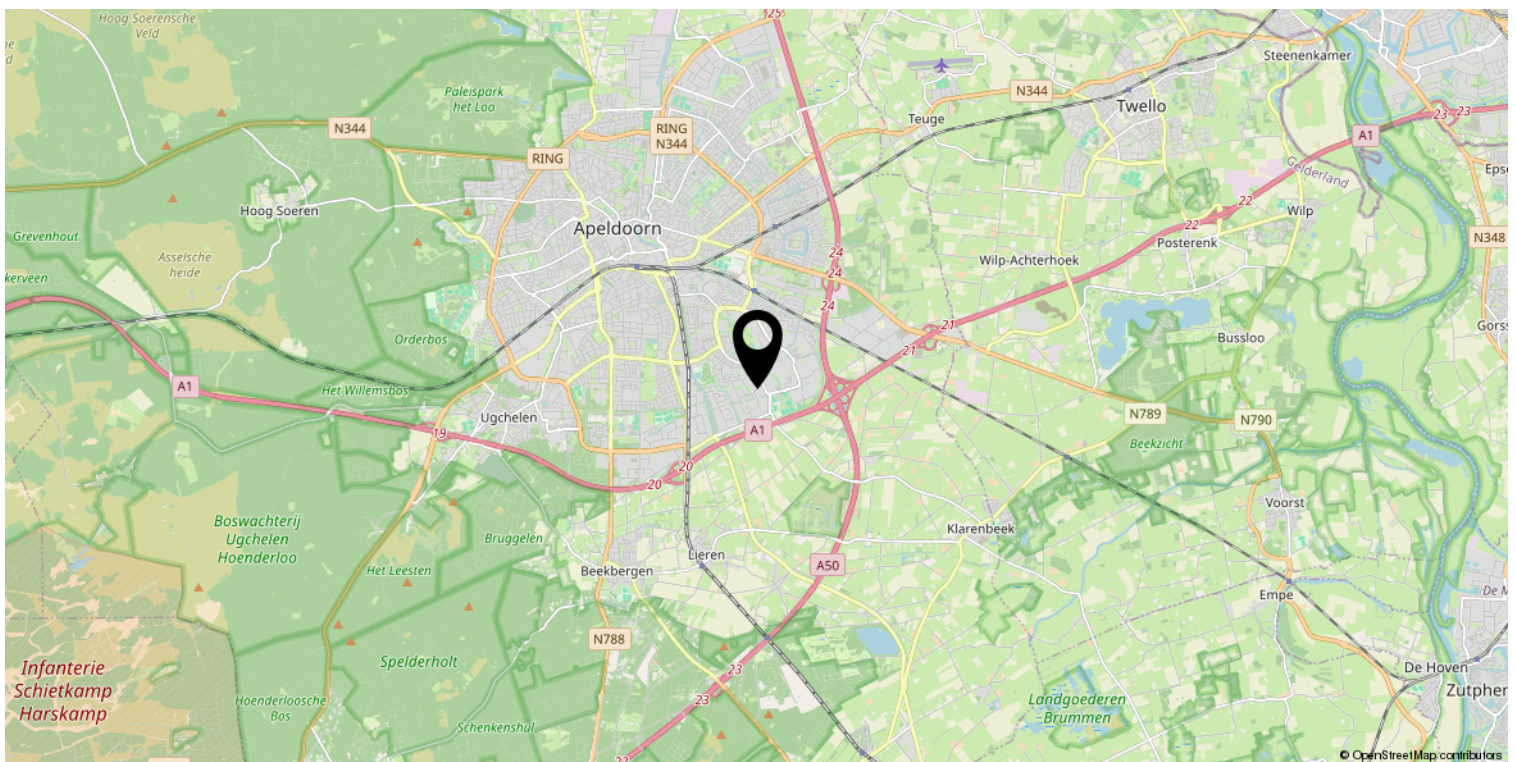 Hoog Soerensche
Veld
25
Steenenkamer
Paleispark
het Loo
N344
Twello
23
23
Teuge
N344
RING
N344
A1
RING
Gelderland
Hoog Soeren
22
Wilp
22
Apeldoorn
Grevenhout
N348
Posterenk
24
Asselsche
heide
Wilp-Achterhoek
24
kerveen
24
21
Gorss
Orderbos
Bussloo
21
A1
Het Willemsbos
Ugchelen
N789
N790
19
A1
Beekzicht
20
20
Voorst
Boswachterij
Ugchelen
Hoenderloo
Klarenbeek
Bruggelen
Lieren
A50
Het Leesten
Beekbergen
Empe
De M
N788
Spelderholt
Infanterie
Schietkamp
Harskamp
23
De Hoven
Zutphen
Hoenderloosche
Bos
23
Landgoederen
Brummen
Schenkenshul
22
© OpenStreetMap contributors